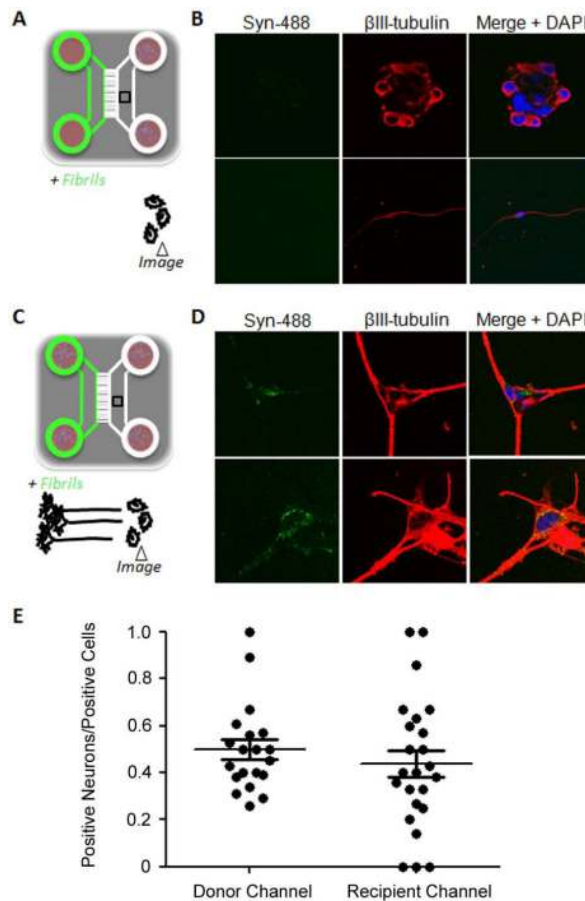 A
+ Fibrils
Image
B
Syn-488 βIII-tubulin Merge + DAPI
C
+ Fibrils
Image
D
Syn-488 βIII-tubulin Merge + DAPI
E
Positive Neurons/Positive Cells
1.0
0.8
0.6
0.4
0.2
0
Donor Channel Recipient Channel